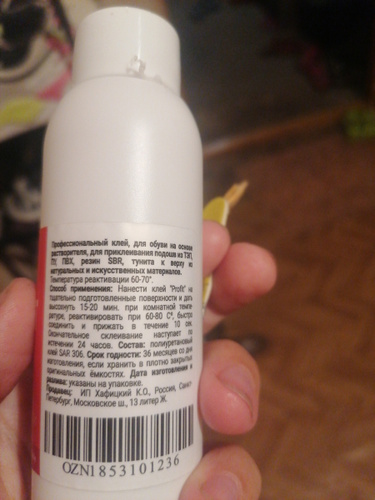 Профессиональный клей, для обуви на основе
растворителя, для приклеивания подошв из ТЭП,
ПУ, ПВХ, резин SBR, тунита к верху из
натуральных и искусственных материалов.
Температура реактивации 60-70°.
Способ применения: Нанести клей "Profit" на
тщательно подготовленные поверхности и дать
высохнуть 15-20 мин. при комнатной темпе-
ратуре, реактивировать при 60-80 С°, быстро
соединить и прижать в течение 10 сек.
Окончательное склеивание наступает по
истечении 24 часов. Состав: полиуретановый
клей SAR 306. Срок годности: 36 месяцев со дня
изготовления, если хранить в плотно закрытых
оригинальных ёмкостях. Дата изготовления и
разлива: указаны на упаковке.
Продавец: ИП Хафицкий К.О., Россия, Санкт-
Петербург, Московское ш., 13 литер Ж.
OZN1853101236